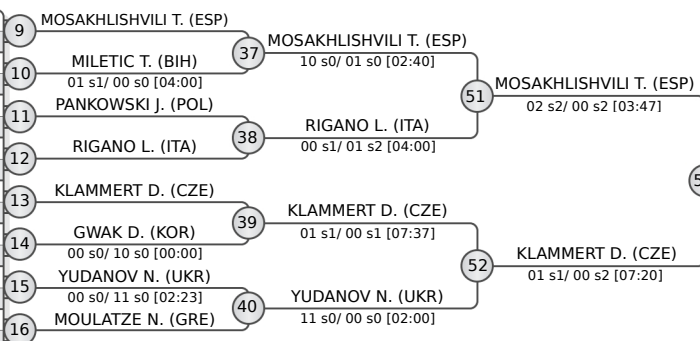 9
MOSAKHLISHVILI T. (ESP)
37
MOSAKHLISHVILI T. (ESP)
10 s0/ 01 s0 [02:40]
10
MILETIC T. (BIH)
01 s1/ 00 s0 [04:00]
51
MOSAKHLISHVILI T. (ESP)
02 s2/ 00 s2 [03:47]
11
PANKOWSKI J. (POL)
38
RIGANO L. (ITA)
00 s1/ 01 s2 [04:00]
12
RIGANO L. (ITA)
13
KLAMMERT D. (CZE)
39
KLAMMERT D. (CZE)
01 s1/ 00 s1 [07:37]
14
GWAK D. (KOR)
00 s0/ 10 s0 [00:00]
52
KLAMMERT D. (CZE)
01 s1/ 00 s2 [07:20]
15
YUDANOV N. (UKR)
00 s0/ 11 s0 [02:23]
40
YUDANOV N. (UKR)
11 s0/ 00 s0 [02:00]
16
MOULATZE N. (GRE)